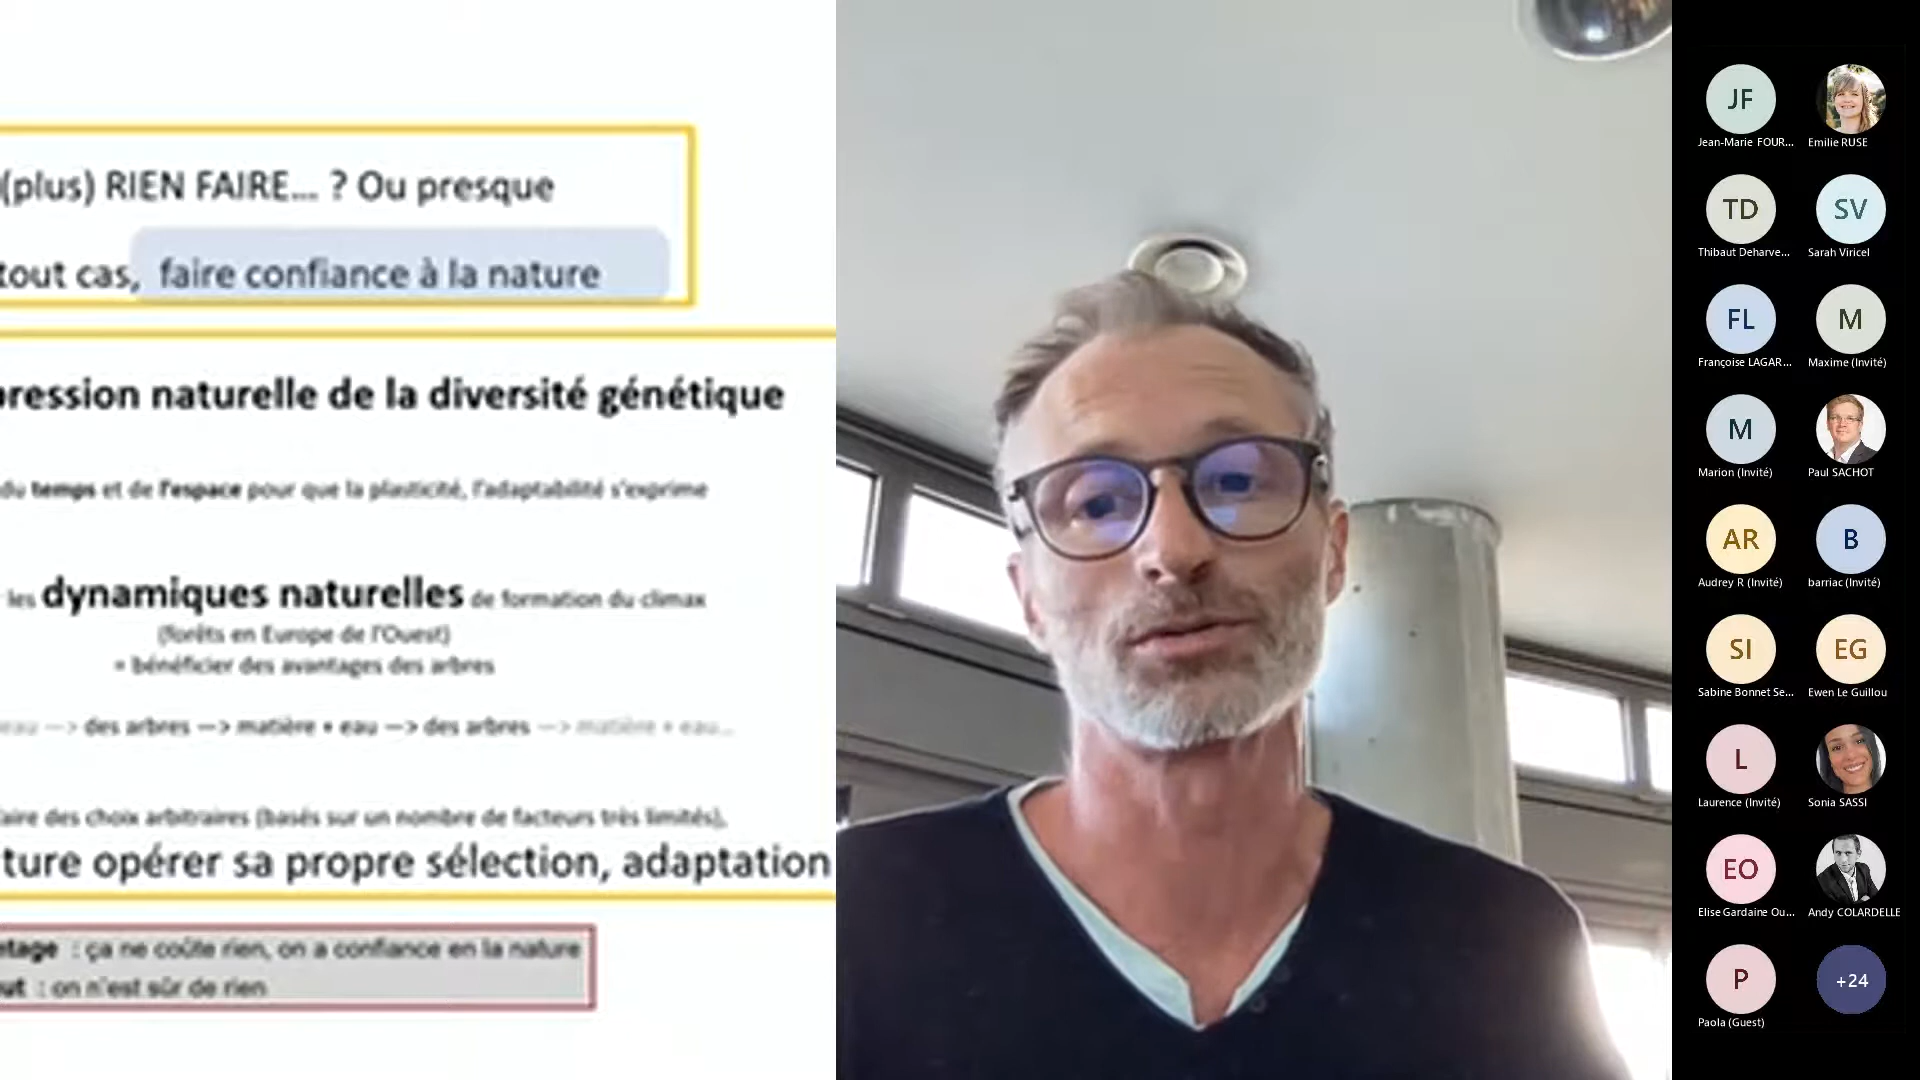 (plus) RIEN FAIRE... ? Ou presque
tout cas, faire confiance à la nature
pression naturelle de la diversité génétique
du temps et de l'espace pour que la plasticité, l'adaptabilité s'exprime
les dynamiques naturelles de formation du climax
(forêts en Europe de l'Ouest)
+ bénéficier des avantages des arbres
eau —> des arbres —> matière + eau —> des arbres —> matière + eau...
faire des choix arbitraires (basés sur un nombre de facteurs très limités),
ture opérer sa propre sélection, adaptation
ntage : ça ne coûte rien, on a confiance en la nature
ut : on n'est sûr de rien
JF
Jean-Marie FOUR...
Emilie RUSE
TD
Thibaut Deharve...
SV
Sarah Viricel
FL
Françoise LAGAR...
M
Maxime (Invité)
M
Marion (Invité)
Paul SACHOT
AR
Audrey R (Invité)
B
barriac (Invité)
SI
Sabine Bonnet Se...
EG
Ewen Le Guillou
L
Laurence (Invité)
Sonia SASSI
EO
Elise Gardaine Ou...
Andy COLARDELLE
P
Paola (Guest)
+24